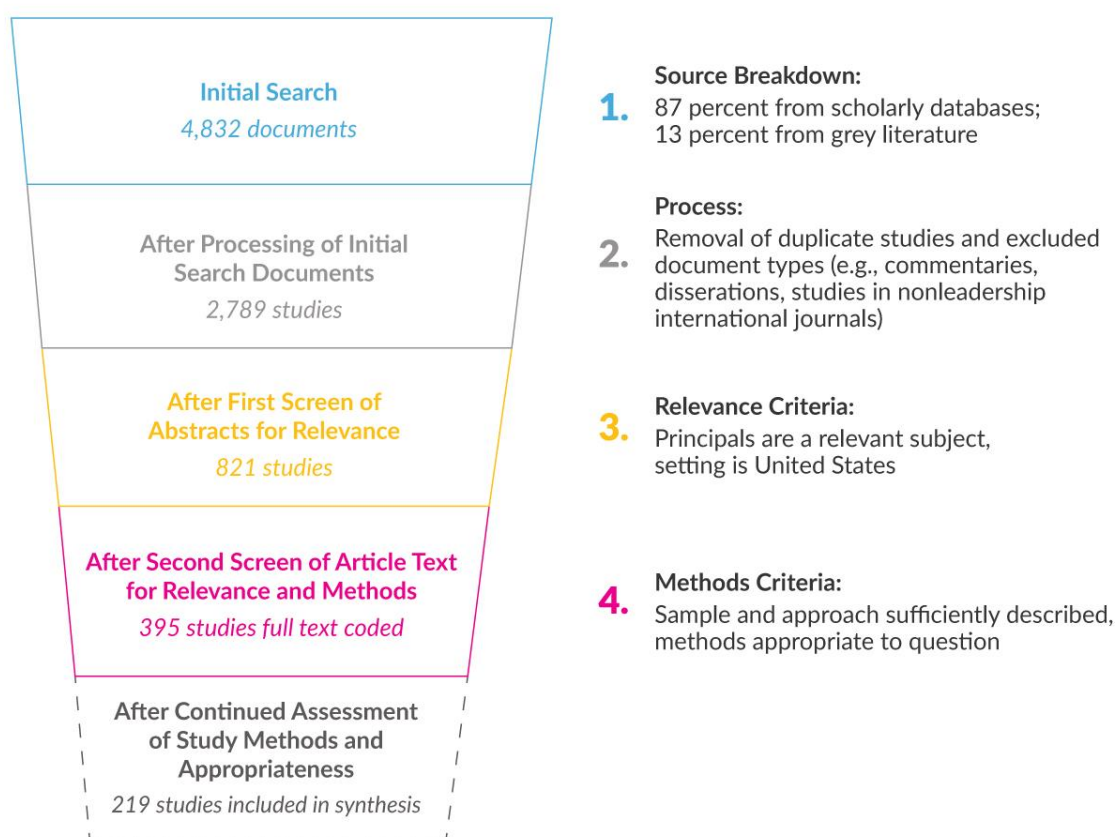 Initial Search
4,832 documents
After Processing of Initial
Search Documents
2,789 studies
After First Screen of
Abstracts for Relevance
821 studies
After Second Screen of Article Text
for Relevance and Methods
395 studies full text coded
After Continued Assessment
of Study Methods and
Appropriateness
219 studies included in synthesis
1.
Source Breakdown:
87 percent from scholarly databases;
13 percent from grey literature
2.
Process:
Removal of duplicate studies and excluded
document types (e.g., commentaries,
disserations, studies in nonleadership
international journals)
3.
Relevance Criteria:
Principals are a relevant subject,
setting is United States
4.
Methods Criteria:
Sample and approach sufficiently described,
methods appropriate to question